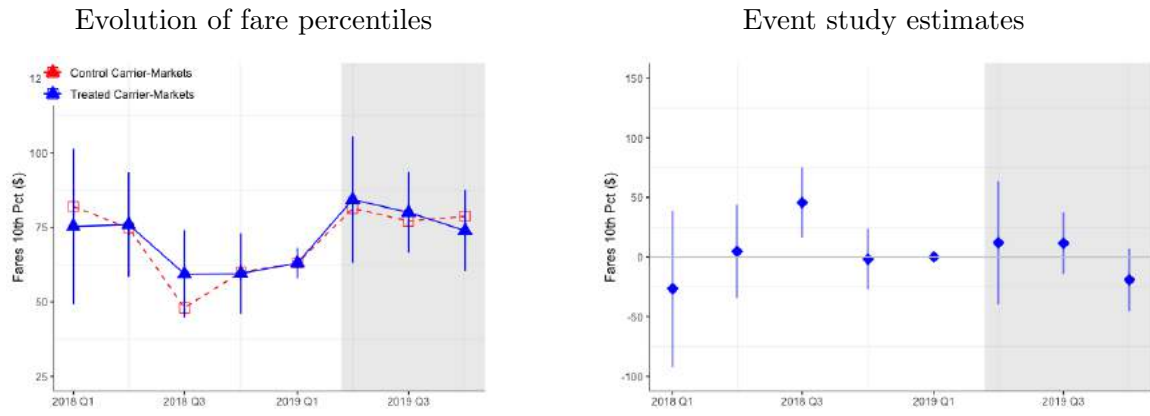 Evolution of fare percentiles
Event study estimates
12
Control Carrier-Markets
Treated Carrier-Markets
100
75
50
25
Fares 10th Pct ($)
2018 Q1
2018 Q3
2019 Q1
2019 Q3
150
100
50
0
-50
-100
Fares 10th Pct ($)
2018 Q1
2018 Q3
2019 Q1
2019 Q3